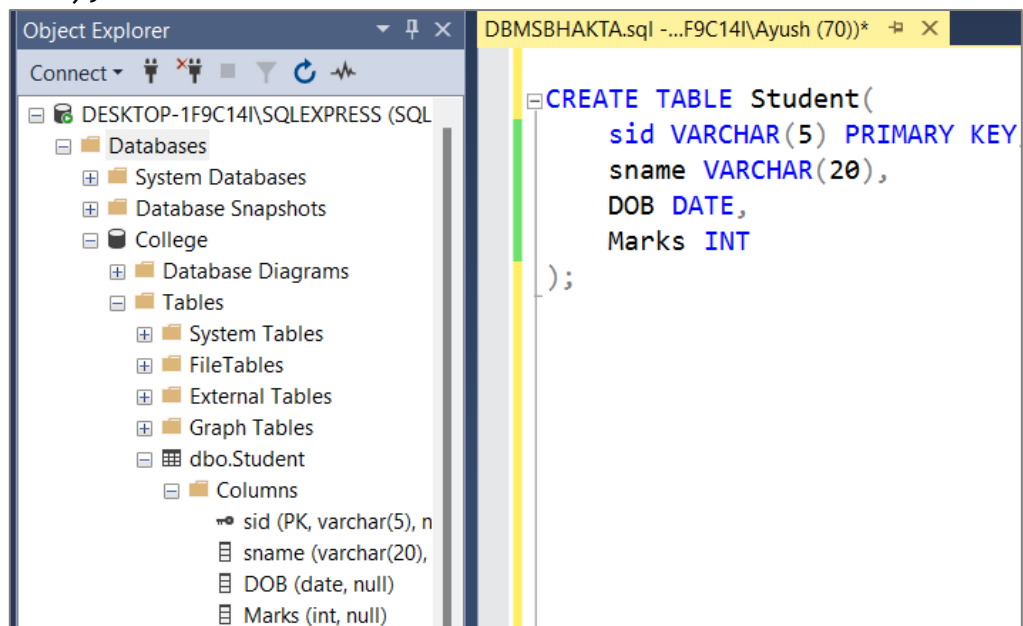 Object Explorer
Connect
DESKTOP-1F9C14I\SQLEXPRESS (SQL
Databases
System Databases
Database Snapshots
College
Database Diagrams
Tables
System Tables
FileTables
External Tables
Graph Tables
dbo.Student
Columns
sid (PK, varchar(5), n
sname (varchar(20),
DOB (date, null)
Marks (int, null)
DBMSBHAKTA.sql -...F9C14I\Ayush (70))*
CREATE TABLE Student(
sid VARCHAR(5) PRIMARY KEY,
sname VARCHAR(20),
DOB DATE,
Marks INT
);